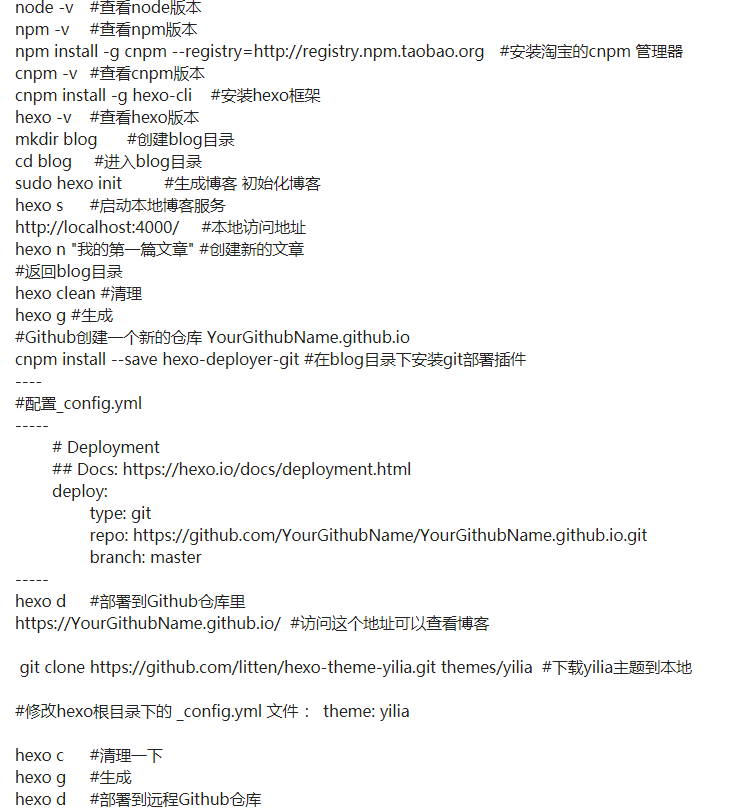 node -v #查看node版本
npm -v #查看npm版本
npm install -g cnpm --registry=http://registry.npm.taobao.org #安装淘宝的cnpm 管理器
cnpm -v #查看cnpm版本
cnpm install -g hexo-cli #安装hexo框架
hexo -v #查看hexo版本
mkdir blog #创建blog目录
cd blog #进入blog目录
sudo hexo init #生成博客 初始化博客
hexo s #启动本地博客服务
http://localhost:4000/ #本地访问地址
hexo n "我的第一篇文章" #创建新的文章
#返回blog目录
hexo clean #清理
hexo g #生成
#Github创建一个新的仓库 YourGithubName.github.io
cnpm install --save hexo-deployer-git #在blog目录下安装git部署插件
----
#配置_config.yml
-----
# Deployment
## Docs: https://hexo.io/docs/deployment.html
deploy:
type: git
repo: https://github.com/YourGithubName/YourGithubName.github.io.git
branch: master
-----
hexo d #部署到Github仓库里
https://YourGithubName.github.io/ #访问这个地址可以查看博客
git clone https://github.com/litten/hexo-theme-yilia.git themes/yilia #下载yilia主题到本地
#修改hexo根目录下的 _config.yml 文件 ： theme: yilia
hexo c #清理一下
hexo g #生成
hexo d #部署到远程Github仓库